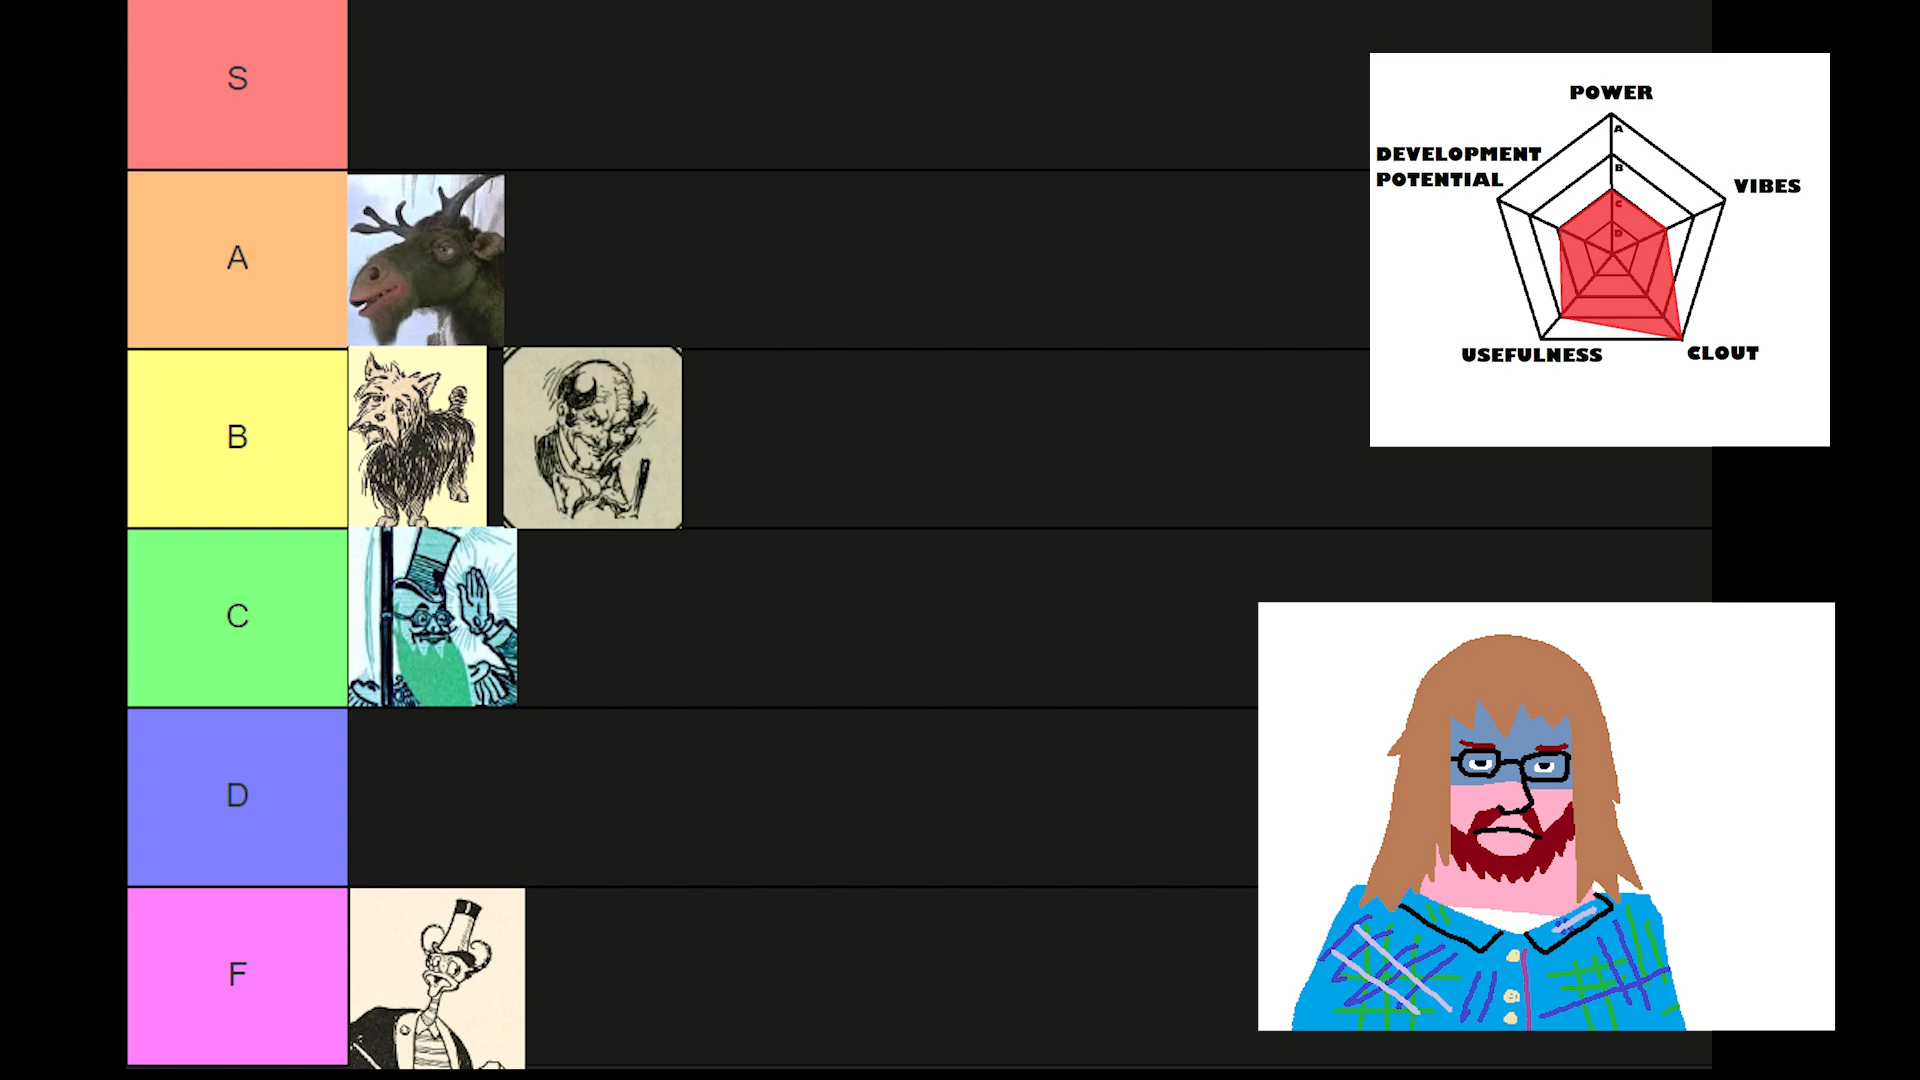 S
A
B
C
D
F
POWER
A
B
C
D
DEVELOPMENT
POTENTIAL
VIBES
USEFULNESS
CLOUT